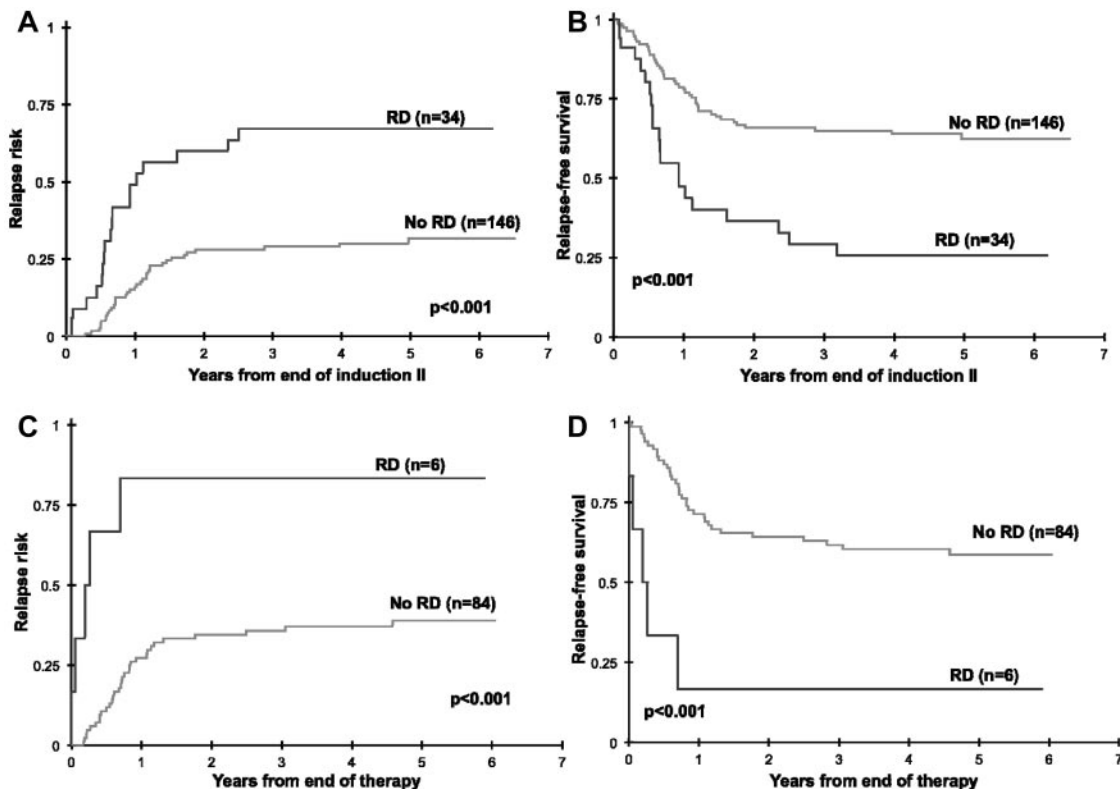 A
1
0.75
0.5
0.25
0
Relapse risk
RD (n=34)
No RD (n=146)
p<0.001
0 1 2 3 4 5 6 7
Years from end of induction II
B
1
0.75
0.5
0.25
0
Relapse-free survival
No RD (n=146)
RD (n=34)
p<0.001
0 1 2 3 4 5 6 7
Years from end of induction II
C
1
0.75
0.5
0.25
0
Relapse risk
RD (n=6)
No RD (n=84)
p<0.001
0 1 2 3 4 5 6 7
Years from end of therapy
D
1
0.75
0.5
0.25
0
Relapse-free survival
No RD (n=84)
RD (n=6)
p<0.001
0 1 2 3 4 5 6 7
Years from end of therapy